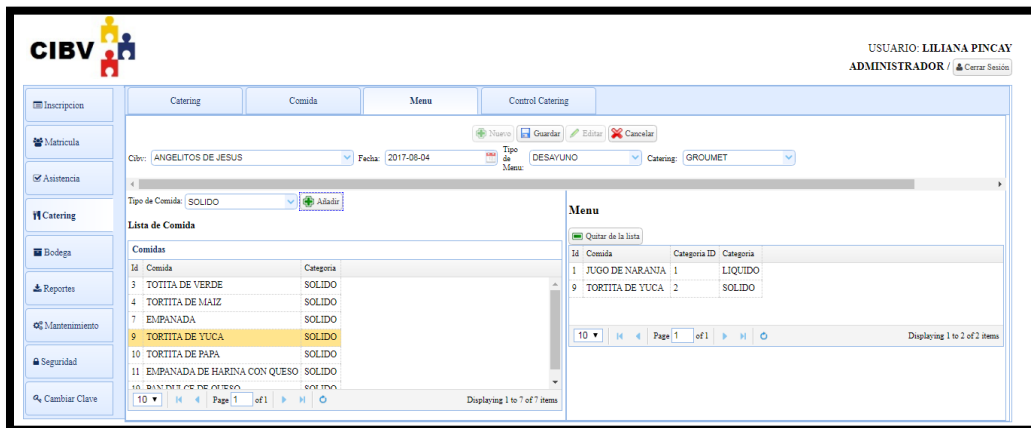 CIBV
USUARIO: LILIANA PINCAY
ADMINISTRADOR / Cerrar Sesión
Inscripcion
Matricula
Asistencia
Catering
Bodega
Reportes
Mantenimiento
Seguridad
Cambiar Clave
Catering Comida Menu Control Catering
Nuevo Guardar Editar Cancelar
Cibv: ANGELITOS DE JESUS Fecha: 2017-08-04 Tipo de Menu: DESAYUNO Catering: GROUMET
Tipo de Comida: SOLIDO Añadir
Lista de Comida
Comidas
Id Comida Categoria
3 TOTITA DE VERDE SOLIDO
4 TORTITA DE MAIZ SOLIDO
7 EMPANADA SOLIDO
9 TORTITA DE YUCA SOLIDO
10 TORTITA DE PAPA SOLIDO
11 EMPANADA DE HARINA CON QUESO SOLIDO
PAN DULCE DE QUESO SOLIDO
10 Page 1 of 1 Displaying 1 to 7 of 7 items
Menu
Quitar de la lista
Id Comida Categoria ID Categoria
1 JUGO DE NARANJA 1 LIQUIDO
9 TORTITA DE YUCA 2 SOLIDO
10 Page 1 of 1 Displaying 1 to 2 of 2 items